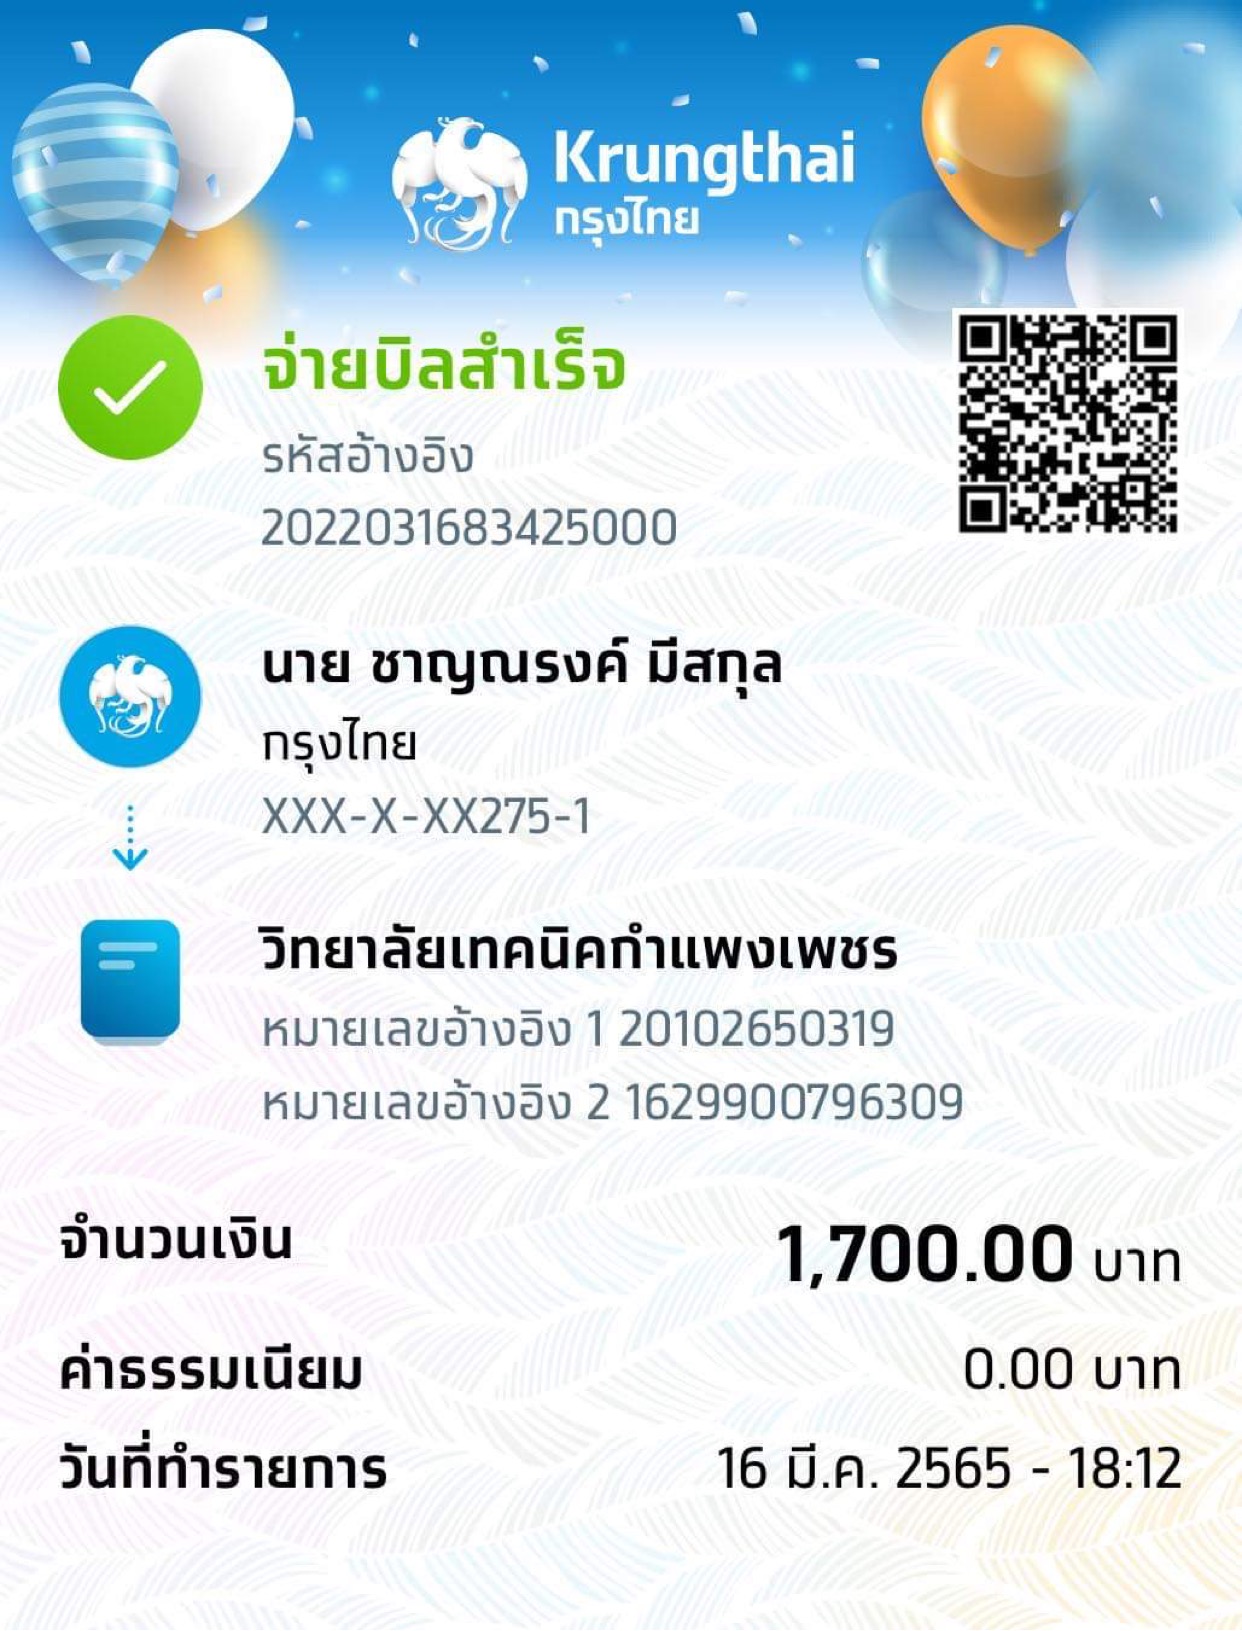 Krungthai
กรุงไทย
จ่ายบิลสำเร็จ
รหัสอ้างอิง
2022031683425000
นาย ชาญณรงค์ มีสกุล
กรุงไทย
XXX-X-XX275-1
วิทยาลัยเทคนิคกำแพงเพชร
หมายเลขอ้างอิง 1 20102650319
หมายเลขอ้างอิง 2 1629900796309
จำนวนเงิน 1,700.00 บาท
ค่าธรรมเนียม 0.00 บาท
วันที่ทำรายการ 16 มี.ค. 2565 - 18:12